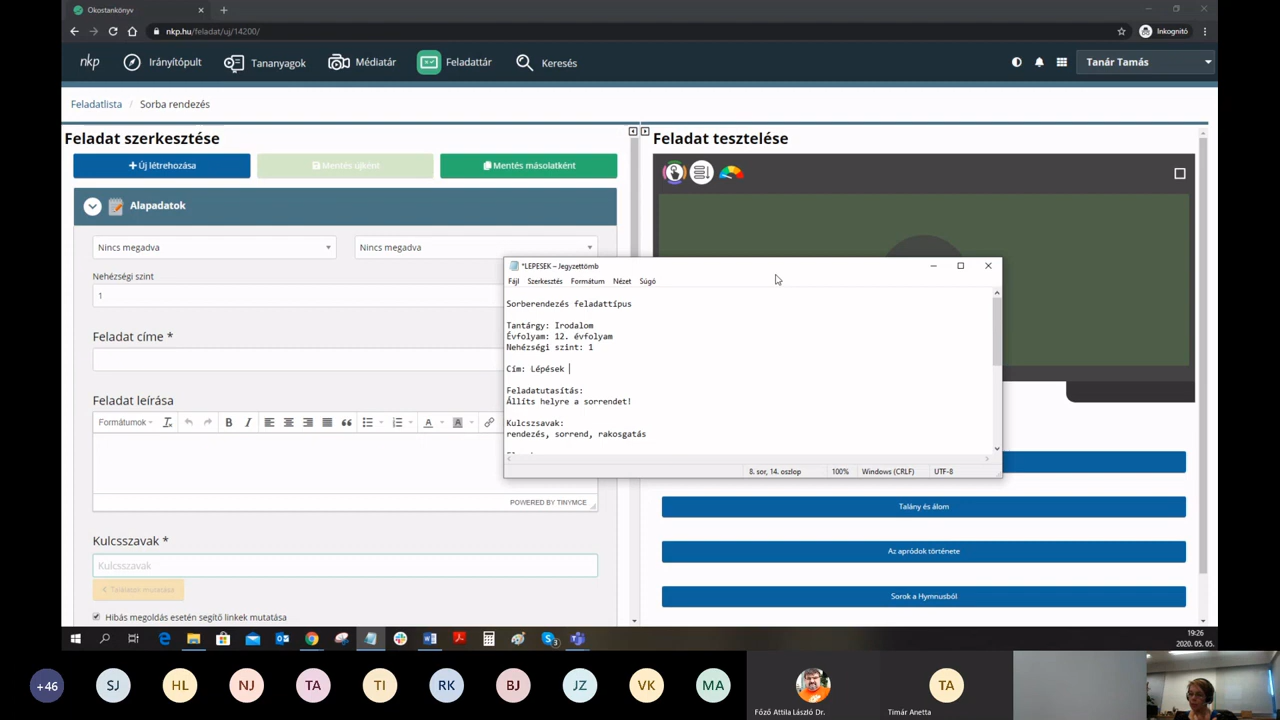 Okostankönyv
nkp.hu/feladat/uj/14200/
Inkognitó
nkp
Irányítópult
Tananyagok
Médiatár
Feladattár
Keresés
Tanár Tamás
Feladatlista / Sorba rendezés
Feladat szerkesztése
Feladat tesztelése
Új létrehozása
Mentés újként
Mentés másolatként
Alapadatok
Nincs megadva
Nincs megadva
Nehézségi szint
1
Feladat címe *
Feladat leírása
Formátumok
POWERED BY TINYMCE
Kulcsszavak *
Kulcsszavak
Találatok mutatása
Hibás megoldás esetén segítő linkek mutatása
*LEPESEK – Jegyzettömb
Fájl Szerkesztés Formátum Nézet Súgó
Sorberendezés feladattípus
Tantárgy: Irodalom
Évfolyam: 12. évfolyam
Nehézségi szint: 1
Cím: Lépések
Feladatutasítás:
Állíts helyre a sorrendet!
Kulcszsavak:
rendezés, sorrend, rakosgatás
8. sor, 14. oszlop 100% Windows (CRLF) UTF-8
Talány és álom
Az apródok története
Sorok a Hymnusból
19:26
2020. 05. 05.
+46 SJ HL NJ TA TI RK BJ JZ VK MA TA
Főző Attila László Dr.
Timár Anetta